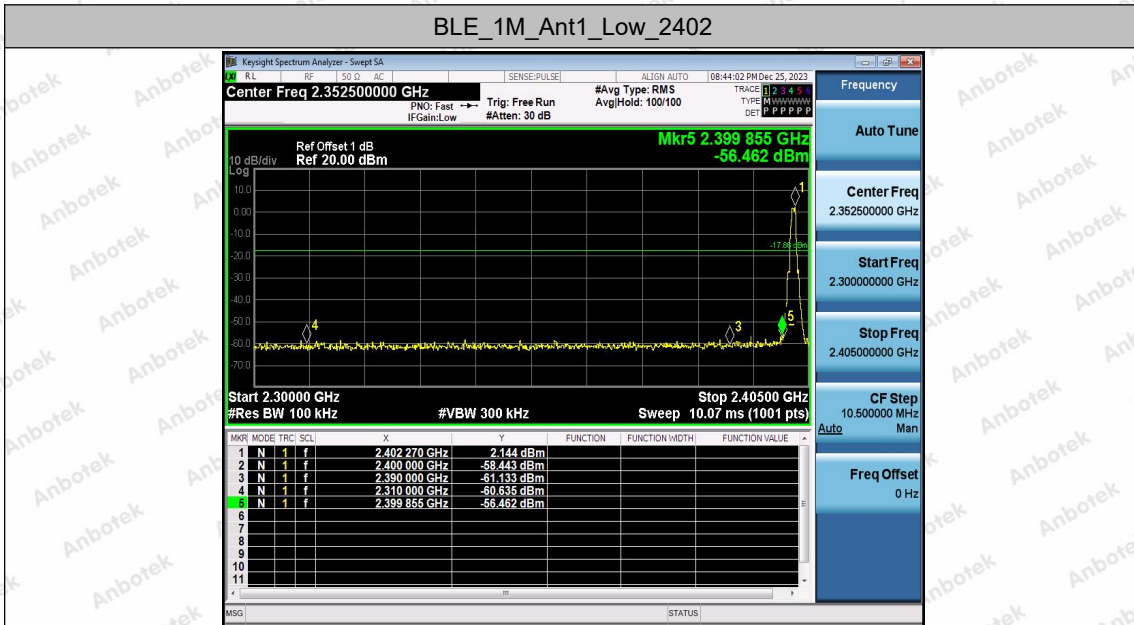 BLE_1M_Ant1_Low_2402
Keysight Spectrum Analyzer - Swept SA
RL RF 50 Ω AC SENSE:PULSE ALIGN AUTO 08:44:02 PM Dec 25, 2023
Center Freq 2.352500000 GHz
PNO: Fast
IFGain:Low
Trig: Free Run
#Atten: 30 dB
#Avg Type: RMS
Avg|Hold: 100/100
TRACE 1 2 3 4 5 6
TYPE M W W W W W
DET P P P P P P
Frequency
Auto Tune
Center Freq
2.352500000 GHz
Start Freq
2.300000000 GHz
Stop Freq
2.405000000 GHz
CF Step
10.500000 MHz
Auto Man
Freq Offset
0 Hz
Mkr5 2.399 855 GHz
-56.462 dBm
Ref Offset 1 dB
10 dB/div Ref 20.00 dBm
Log
10.0
0.00
-10.0
-20.0
-30.0
-40.0
-50.0
-60.0
-70.0
1
-17.86 dBm
4
3
5
Start 2.30000 GHz Stop 2.40500 GHz
#Res BW 100 kHz #VBW 300 kHz Sweep 10.07 ms (1001 pts)
MKR MODE TRC SCL X Y FUNCTION FUNCTION WIDTH FUNCTION VALUE
1 N 1 f 2.402 270 GHz 2.144 dBm
2 N 1 f 2.400 000 GHz -58.443 dBm
3 N 1 f 2.390 000 GHz -61.133 dBm
4 N 1 f 2.310 000 GHz -60.635 dBm
5 N 1 f 2.399 855 GHz -56.462 dBm
6
7
8
9
10
11
MSG STATUS
Anbotek